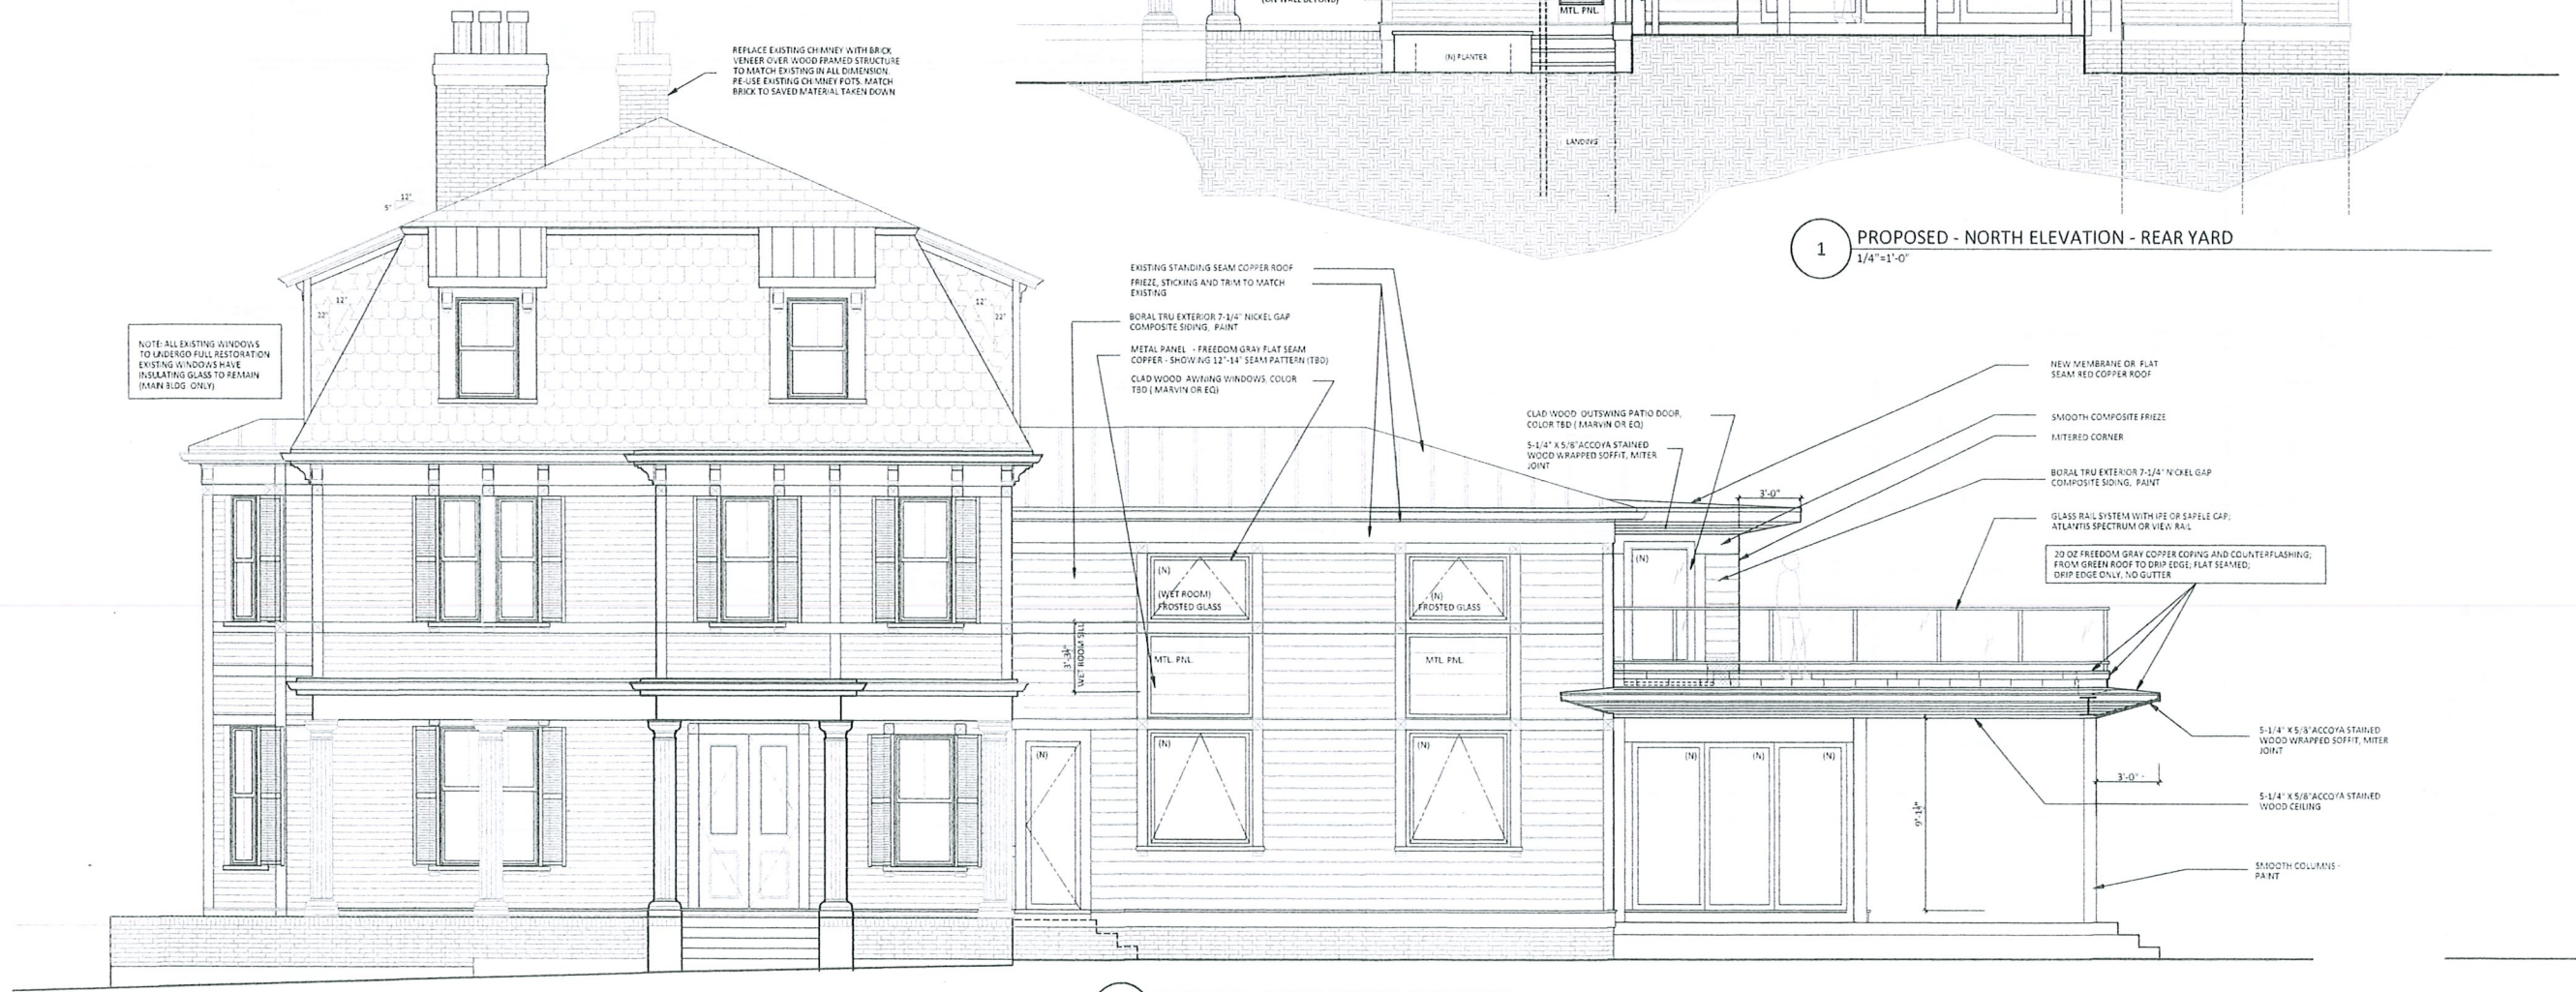 (ON WALL BEYOND)
MTL. PNL.
(N) PLANTER
LANDING
1
PROPOSED - NORTH ELEVATION - REAR YARD
1/4"=1'-0"
REPLACE EXISTING CHIMNEY WITH BRICK
VENEER OVER WOOD FRAMED STRUCTURE
TO MATCH EXISTING IN ALL DIMENSION.
RE-USE EXISTING CHIMNEY POTS. MATCH
BRICK TO SAVED MATERIAL TAKEN DOWN
12"
5"
12"
22"
12"
22"
NOTE: ALL EXISTING WINDOWS
TO UNDERGO FULL RESTORATION
EXISTING WINDOWS HAVE
INSULATING GLASS TO REMAIN
(MAIN BLDG ONLY)
EXISTING STANDING SEAM COPPER ROOF
FRIEZE, STICKING AND TRIM TO MATCH
EXISTING
BORAL TRU EXTERIOR 7-1/4" NICKEL GAP
COMPOSITE SIDING, PAINT
METAL PANEL - FREEDOM GRAY FLAT SEAM
COPPER - SHOWING 12"-14" SEAM PATTERN (TBD)
CLAD WOOD AWNING WINDOWS, COLOR
TBD ( MARVIN OR EQ)
CLAD WOOD OUTSWING PATIO DOOR,
COLOR TBD ( MARVIN OR EQ)
5-1/4" X 5/8"ACCOYA STAINED
WOOD WRAPPED SOFFIT, MITER
JOINT
NEW MEMBRANE OR FLAT
SEAM RED COPPER ROOF
SMOOTH COMPOSITE FRIEZE
MITERED CORNER
BORAL TRU EXTERIOR 7-1/4" NICKEL GAP
COMPOSITE SIDING, PAINT
3'-0"
GLASS RAIL SYSTEM WITH IPE OR SAPELE CAP;
ATLANTIS SPECTRUM OR VIEW RAIL
20 OZ FREEDOM GRAY COPPER COPING AND COUNTERFLASHING;
FROM GREEN ROOF TO DRIP EDGE; FLAT SEAMED;
DRIP EDGE ONLY, NO GUTTER
(N)
(WET ROOM)
FROSTED GLASS
(N)
FROSTED GLASS
(N)
WET ROOM SILL
MTL. PNL.
MTL. PNL.
(N)
(N)
(N)
(N)
(N)
(N)
5-1/4" X 5/8"ACCOYA STAINED
WOOD WRAPPED SOFFIT, MITER
JOINT
3'-0"
5-1/4" X 5/8"ACCOYA STAINED
WOOD CEILING
SMOOTH COLUMNS -
PAINT